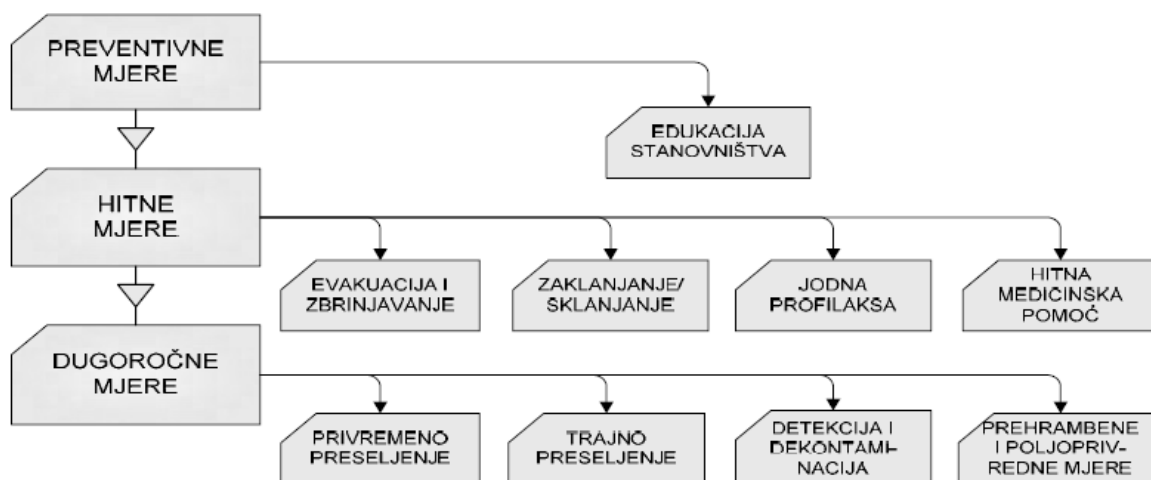 PREVENTIVNE
MJERE
EDUKACIJA
STANOVNIŠTVA
HITNE
MJERE
EVAKUACIJA I
ZBRINJAVANJE
ZAKLANJANJE/
SKLANJANJE
JODNA
PROFILAKSA
HITNA
MEDICINSKA
POMOĆ
DUGOROČNE
MJERE
PRIVREMENO
PRESELJENJE
TRAJNO
PRESELJENJE
DETEKCIJA I
DEKONTAMI-
NACIJA
PREHRAMBENE
I POLJOPRIV-
REDNE MJERE